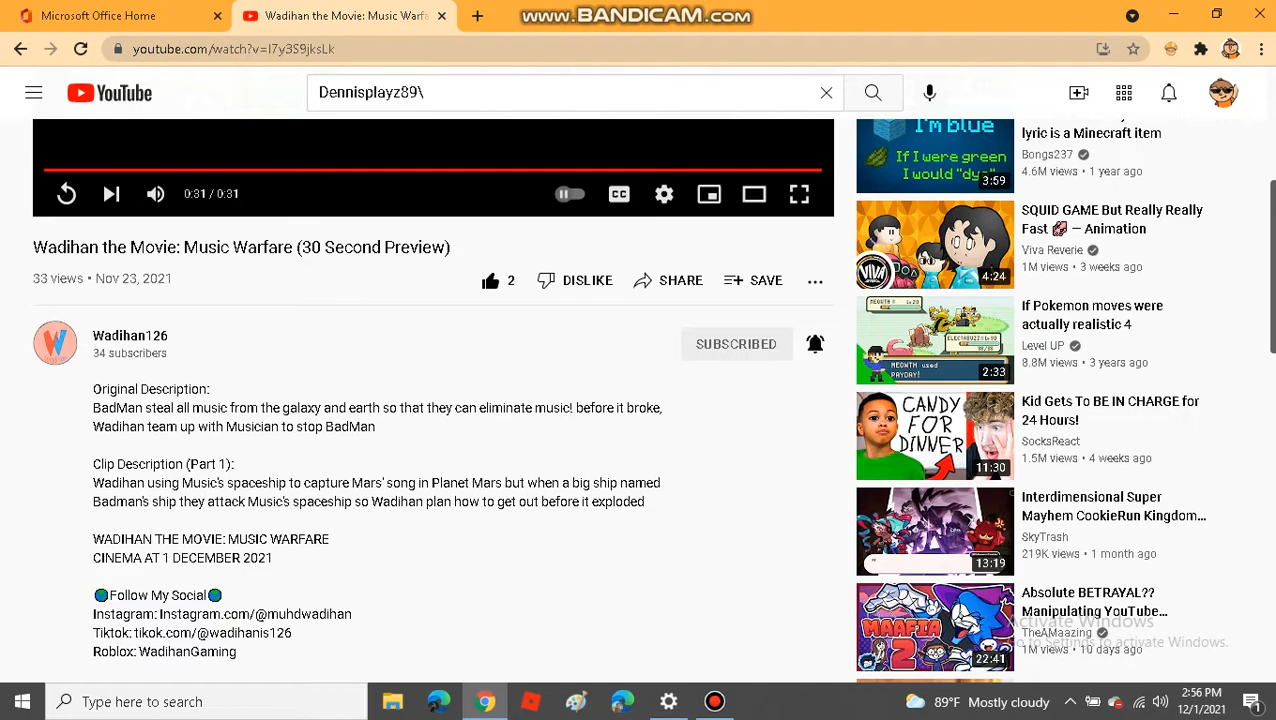 Microsoft Office Home
Wadihan the Movie: Music Warfa
www.BANDICAM.com
youtube.com/watch?v=I7y3S9jksLk
YouTube
Dennisplayz89\
I'm blue
If I were green
I would "dye"
3:59
lyric is a Minecraft item
Bongs237
4.6M views • 1 year ago
0:31 / 0:31
CC
Wadihan the Movie: Music Warfare (30 Second Preview)
33 views • Nov 23, 2021
2
DISLIKE
SHARE
SAVE
W
Wadihan126
34 subscribers
SUBSCRIBED
Original Description:
BadMan steal all music from the galaxy and earth so that they can eliminate music! before it broke,
Wadihan team up with Musician to stop BadMan
Clip Description (Part 1):
Wadihan using Music's spaceship to capture Mars' song in Planet Mars but when a big ship named
Badman's ship they attack Music's spaceship so Wadihan plan how to get out before it exploded
WADIHAN THE MOVIE: MUSIC WARFARE
CINEMA AT 1 DECEMBER 2021
Follow My Social
Instagram: Instagram.com/@muhdwadihan
Tiktok: tikok.com/@wadihanis126
Roblox: WadihanGaming
VIVA
4:24
SQUID GAME But Really Really
Fast — Animation
Viva Reverie
1M views • 3 weeks ago
MEOWTH
ELECTABUZZ
MEOWTH used
PAYDAY!
2:33
If Pokemon moves were
actually realistic 4
Level UP
8.8M views • 3 years ago
CANDY
FOR
DINNER
11:30
Kid Gets To BE IN CHARGE for
24 Hours!
SocksReact
1.5M views • 4 weeks ago
13:19
Interdimensional Super
Mayhem CookieRun Kingdom...
SkyTrash
219K views • 1 month ago
MAAFIA
2
22:41
Absolute BETRAYAL??
Manipulating YouTube...
TheAMaazing
1M views • 10 days ago
Activate Windows
Go to Settings to activate Windows.
Type here to search
89°F Mostly cloudy
2:56 PM
12/1/2021
1